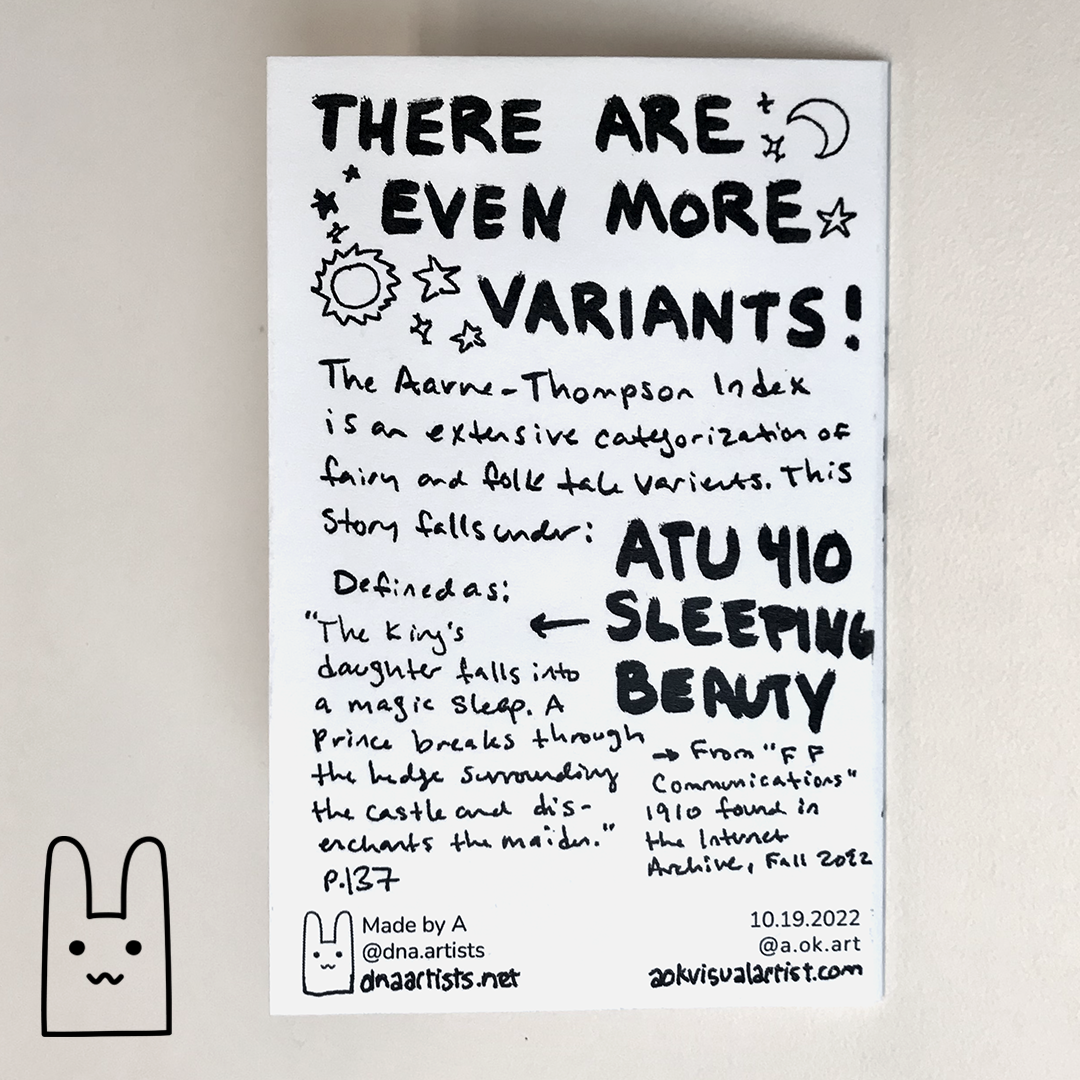 THERE ARE
EVEN MORE
VARIANTS!
The Aarne-Thompson Index
is an extensive categorization of
fairy and folk tale varients. This
Story falls under:
ATU 410
SLEEPING
BEAUTY
Defined as:
"The King's
daughter falls into
a magic sleep. A
prince breaks through
the hedge surrounding
the castle and dis-
enchants the maiden."
P.137
→ From "FF
Communications"
1910 found in
the Internet
Archive, Fall 2022
Made by A
@dna.artists
dnaartists.net
10.19.2022
@a.ok.art
aokvisualartist.com